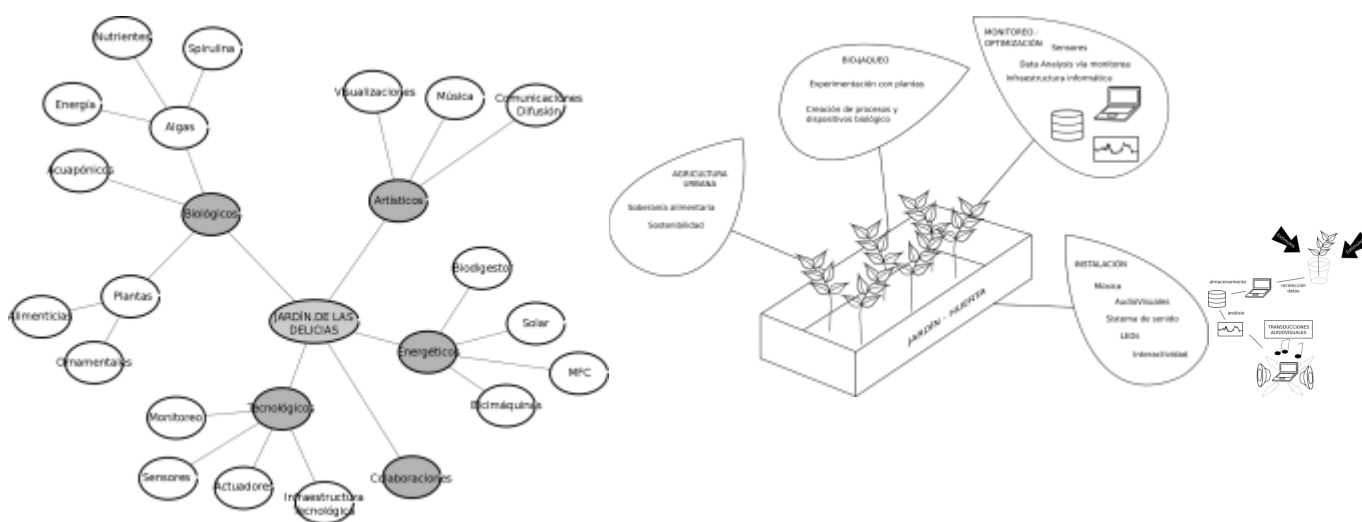 Nutrientes
Spirulina
Energía
Algas
Acuapónicos
Biológicos
Plantas
Alimenticias
Ornamentales
Visualizaciones
Música
Comunicaciones
Difusión
Artísticos
JARDÍN DE LAS
DELICIAS
Biodigestor
Solar
Energéticos
MFC
Bicimáquinas
Tecnológicos
Monitoreo
Sensores
Actuadores
Infraestructura
Tecnológica
Colaboraciones
AGRICULTURA
URBANA
Soberanía alimentaria
Sostenibilidad
BIOJAQUEO
Experimentación con plantas
Creación de procesos y
dispositivos biológico
MONITOREO /
OPTIMIZACIÓN
Sensores
Data Analysis vía monitorea
Infraestructura informática
JARDÍN - HUERTA
INSTALACIÓN
Música
AudioVisuales
Sistema de sonido
LEDs
Interactividad
almacenamiento
recolección
datos
análisis
TRANSDUCCIONES
AUDIOVISUALES